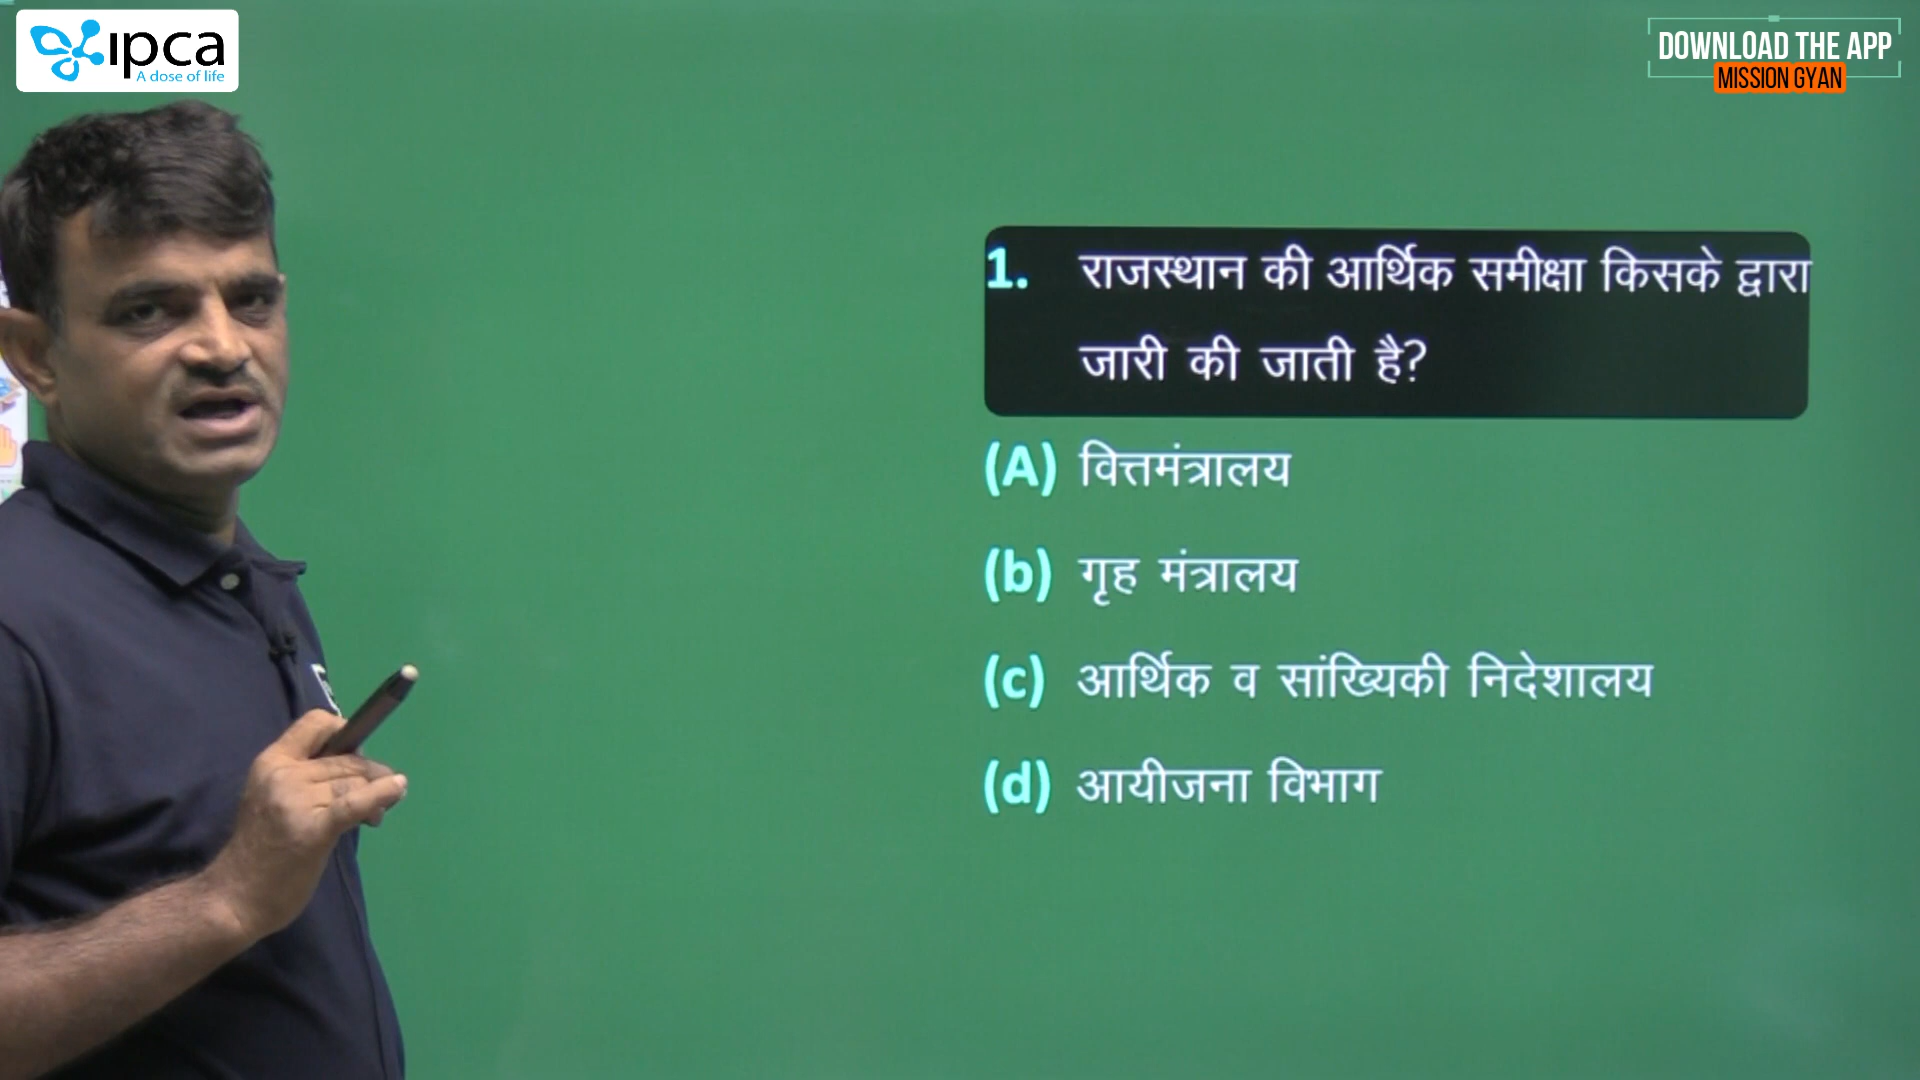 ipca
A dose of life
DOWNLOAD THE APP
MISSION GYAN
1. राजस्थान की आर्थिक समीक्षा किसके द्वारा
जारी की जाती है?
(A) वित्तमंत्रालय
(b) गृह मंत्रालय
(c) आर्थिक व सांख्यिकी निदेशालय
(d) आयीजना विभाग